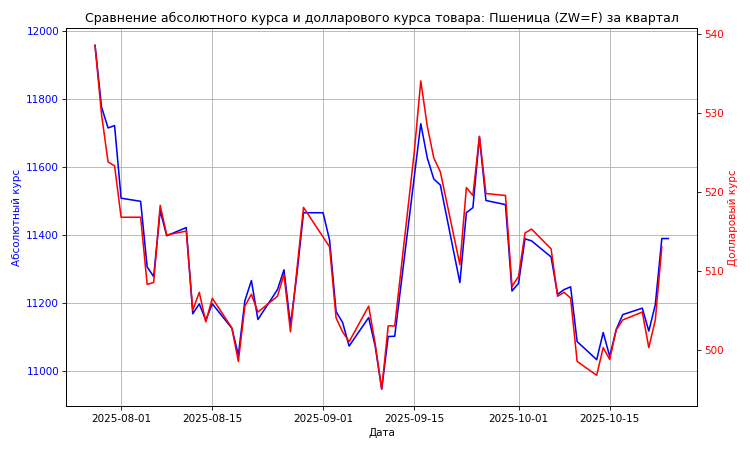 Сравнение абсолютного курса и долларового курса товара: Пшеница (ZW=F) за квартал
12000
11800
11600
11400
11200
11000
Абсолютный курс
540
530
520
510
500
Долларовый курс
2025-08-01 2025-08-15 2025-09-01 2025-09-15 2025-10-01 2025-10-15
Дата